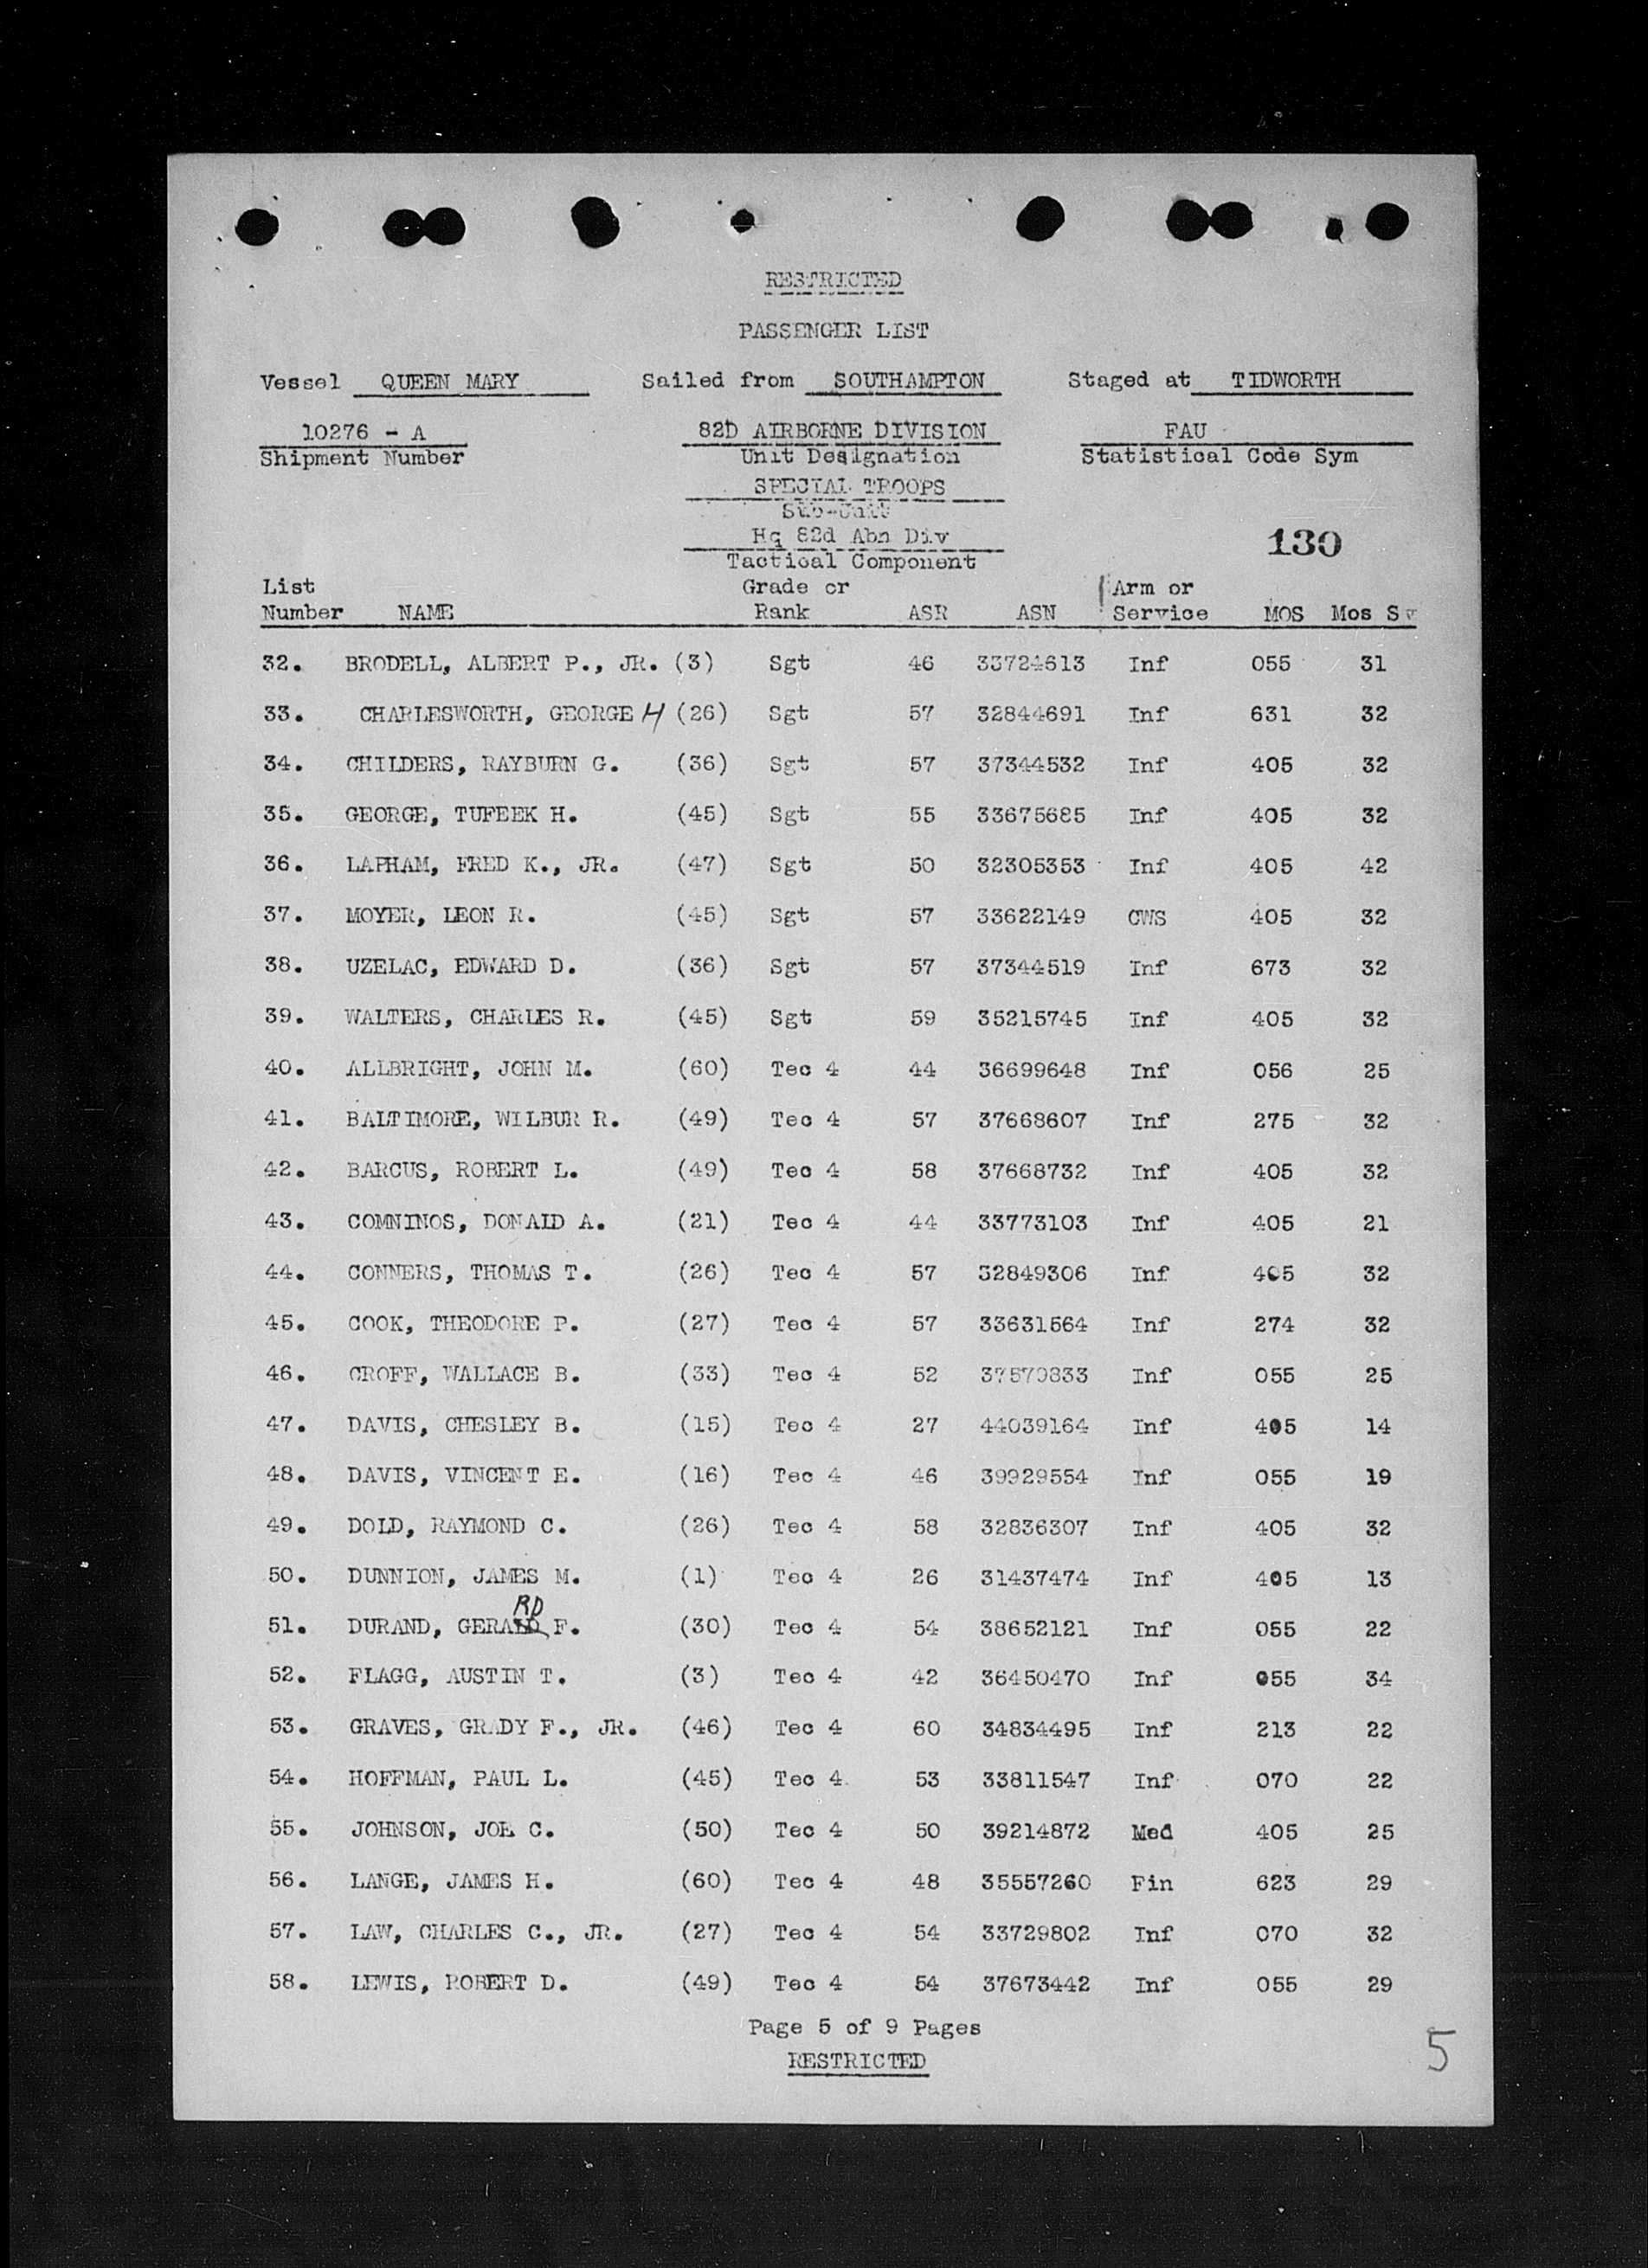 RESTRICTED
PASSENGER LIST
Vessel QUEEN MARY Sailed from SOUTHAMPTON Staged at TIDWORTH
10276 - A 82D AIRBORNE DIVISION FAU
Shipment Number Unit Designation Statistical Code Sym
SPECIAL TROOPS
Sub-Unit
Hq 82d Abn Div 130
Tactical Component
List Grade or Arm or
Number NAME Rank ASR ASN Service MOS Mos Sv
32. BRODELL, ALBERT P., JR. (3) Sgt 46 33724613 Inf 055 31
33. CHARLESWORTH, GEORGE H (26) Sgt 57 32844691 Inf 631 32
34. CHILDERS, RAYBURN G. (36) Sgt 57 37344532 Inf 405 32
35. GEORGE, TUFEEK H. (45) Sgt 55 33675685 Inf 405 32
36. LAPHAM, FRED K., JR. (47) Sgt 50 32305353 Inf 405 42
37. MOYER, LEON R. (45) Sgt 57 33622149 CWS 405 32
38. UZELAC, EDWARD D. (36) Sgt 57 37344519 Inf 673 32
39. WALTERS, CHARLES R. (45) Sgt 59 35215745 Inf 405 32
40. ALLBRIGHT, JOHN M. (60) Tec 4 44 36699648 Inf 056 25
41. BALTIMORE, WILBUR R. (49) Tec 4 57 37668607 Inf 275 32
42. BARCUS, ROBERT L. (49) Tec 4 58 37668732 Inf 405 32
43. COMNINOS, DONALD A. (21) Tec 4 44 33773103 Inf 405 21
44. CONNERS, THOMAS T. (26) Tec 4 57 32849306 Inf 405 32
45. COOK, THEODORE P. (27) Tec 4 57 33631564 Inf 274 32
46. CROFF, WALLACE B. (33) Tec 4 52 37579833 Inf 055 25
47. DAVIS, CHESLEY B. (15) Tec 4 27 44039164 Inf 405 14
48. DAVIS, VINCENT E. (16) Tec 4 46 39929554 Inf 055 19
49. DOLD, RAYMOND C. (26) Tec 4 58 32836307 Inf 405 32
50. DUNNION, JAMES M. (1) Tec 4 26 31437474 Inf 405 13
RD
51. DURAND, GERALD F. (30) Tec 4 54 38652121 Inf 055 22
52. FLAGG, AUSTIN T. (3) Tec 4 42 36450470 Inf 055 34
53. GRAVES, GRADY F., JR. (46) Tec 4 60 34834495 Inf 213 22
54. HOFFMAN, PAUL L. (45) Tec 4 53 33811547 Inf 070 22
55. JOHNSON, JOE C. (50) Tec 4 50 39214872 Med 405 25
56. LANGE, JAMES H. (60) Tec 4 48 35557260 Fin 623 29
57. LAW, CHARLES C., JR. (27) Tec 4 54 33729802 Inf 070 32
58. LEWIS, ROBERT D. (49) Tec 4 54 37673442 Inf 055 29
Page 5 of 9 Pages
RESTRICTED
5